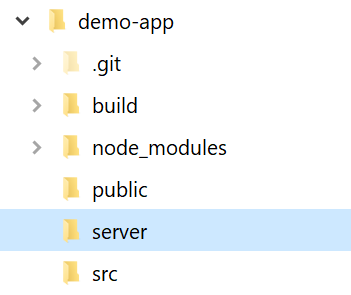 demo-app
.git
build
node_modules
public
server
src